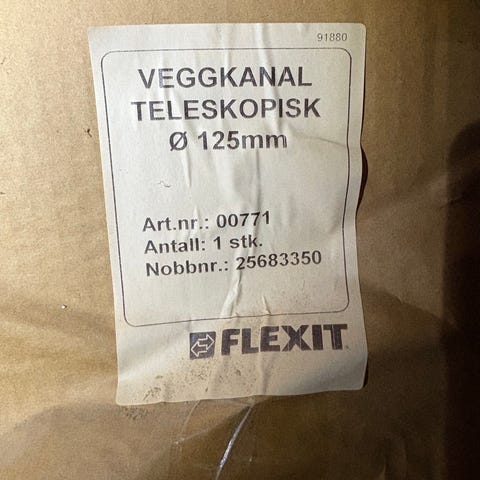 91880
VEGGKANAL
TELESKOPISK
Ø 125mm
Art.nr.: 00771
Antall: 1 stk.
Nobbnr.: 25683350
FLEXIT